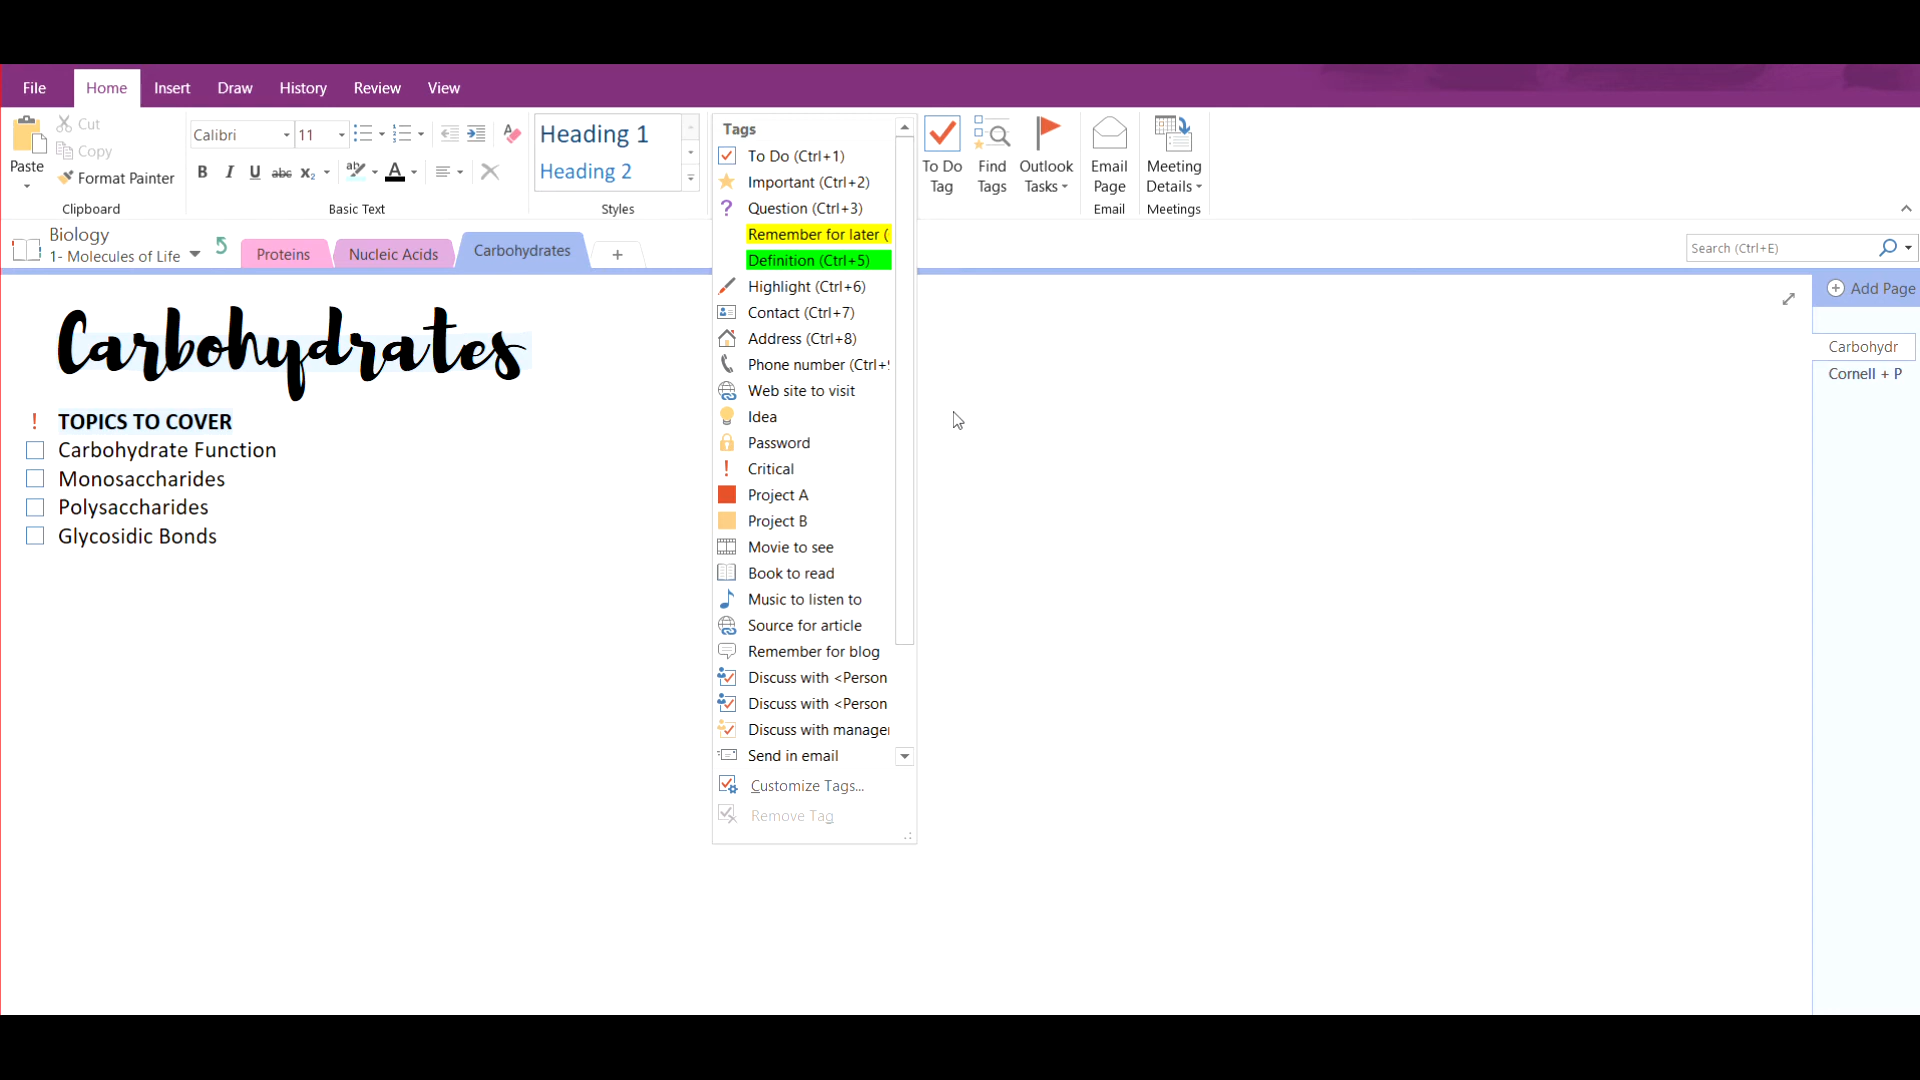 File Home Insert Draw History Review View
Paste
Cut
Copy
Format Painter
Clipboard
Calibri 11
B I U abc X₂ aby A
Basic Text
Heading 1
Heading 2
Styles
Tags
To Do (Ctrl+1)
Important (Ctrl+2)
Question (Ctrl+3)
Remember for later (
Definition (Ctrl+5)
Highlight (Ctrl+6)
Contact (Ctrl+7)
Address (Ctrl+8)
Phone number (Ctrl+
Web site to visit
Idea
Password
Critical
Project A
Project B
Movie to see
Book to read
Music to listen to
Source for article
Remember for blog
Discuss with <Person
Discuss with <Person
Discuss with manager
Send in email
Customize Tags...
Remove Tag
To Do
Tag
Find
Tags
Outlook
Tasks
Email
Page
Email
Meeting
Details
Meetings
Biology
1- Molecules of Life
Proteins Nucleic Acids Carbohydrates +
Search (Ctrl+E)
Carbohydrates
! TOPICS TO COVER
Carbohydrate Function
Monosaccharides
Polysaccharides
Glycosidic Bonds
Add Page
Carbohydr
Cornell + P